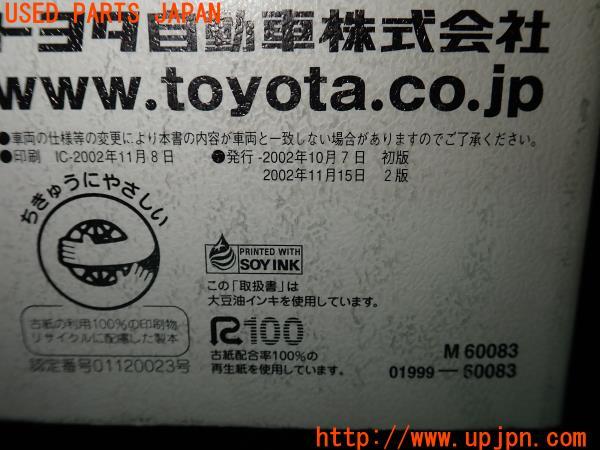 USED PARTS JAPAN
トヨタ自動車株式会社
www.toyota.co.jp
●車両の仕様等の変更により本書の内容が車両と一致しない場合がありますのでご了承ください。
●印刷 IC-2002年11月8日 ●発行-2002年10月7日 初版
2002年11月15日 2版
ちきゅうにやさしい
PRINTED WITH
SOY INK
この「取扱書」は
大豆油インキを使用しています。
古紙の利用100%の印刷物
リサイクルに配慮した製本
認定番号01120023号
R100
古紙配合率100%の
再生紙を使用しています。
M 60083
01999-60083
http://www.upjpn.com